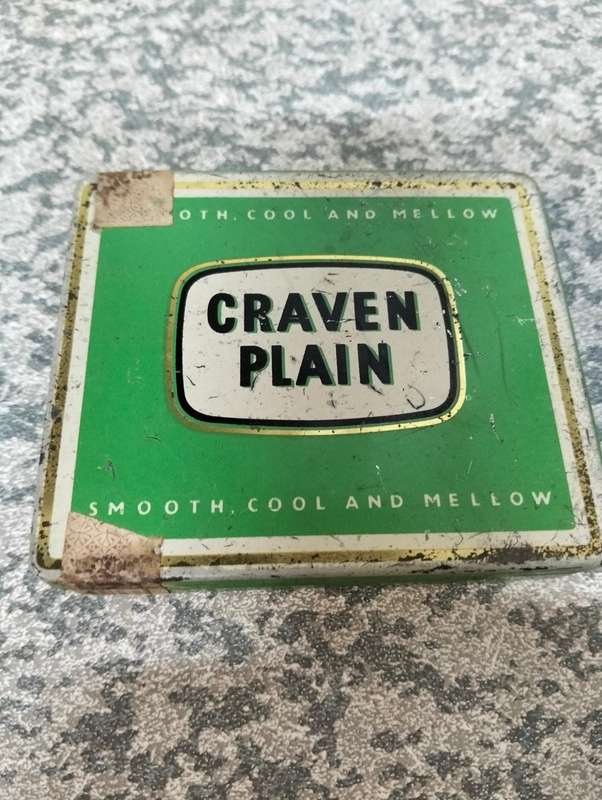 OTH, COOL AND MELLOW
CRAVEN
PLAIN
SMOOTH, COOL AND MELLOW